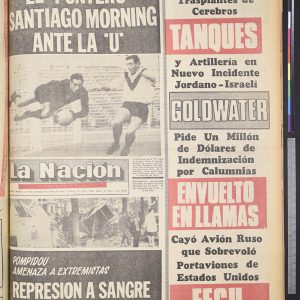 EL PUNTERO
SANTIAGO MORNING
ANTE LA "U"
La Nación
POMPIDOU
AMENAZA A EXTREMISTAS
REPRESION A SANGRE
Trasplantes de
Cerebros
TANQUES
y Artillería en
Nuevo Incidente
Jordano - Israelí
GOLDWATER
Pide Un Millón
de Dólares de
Indemnización
por Calumnias
ENVUELTO
EN LLAMAS
Cayó Avión Ruso
que Sobrevoló
Portaviones de
Estados Unidos